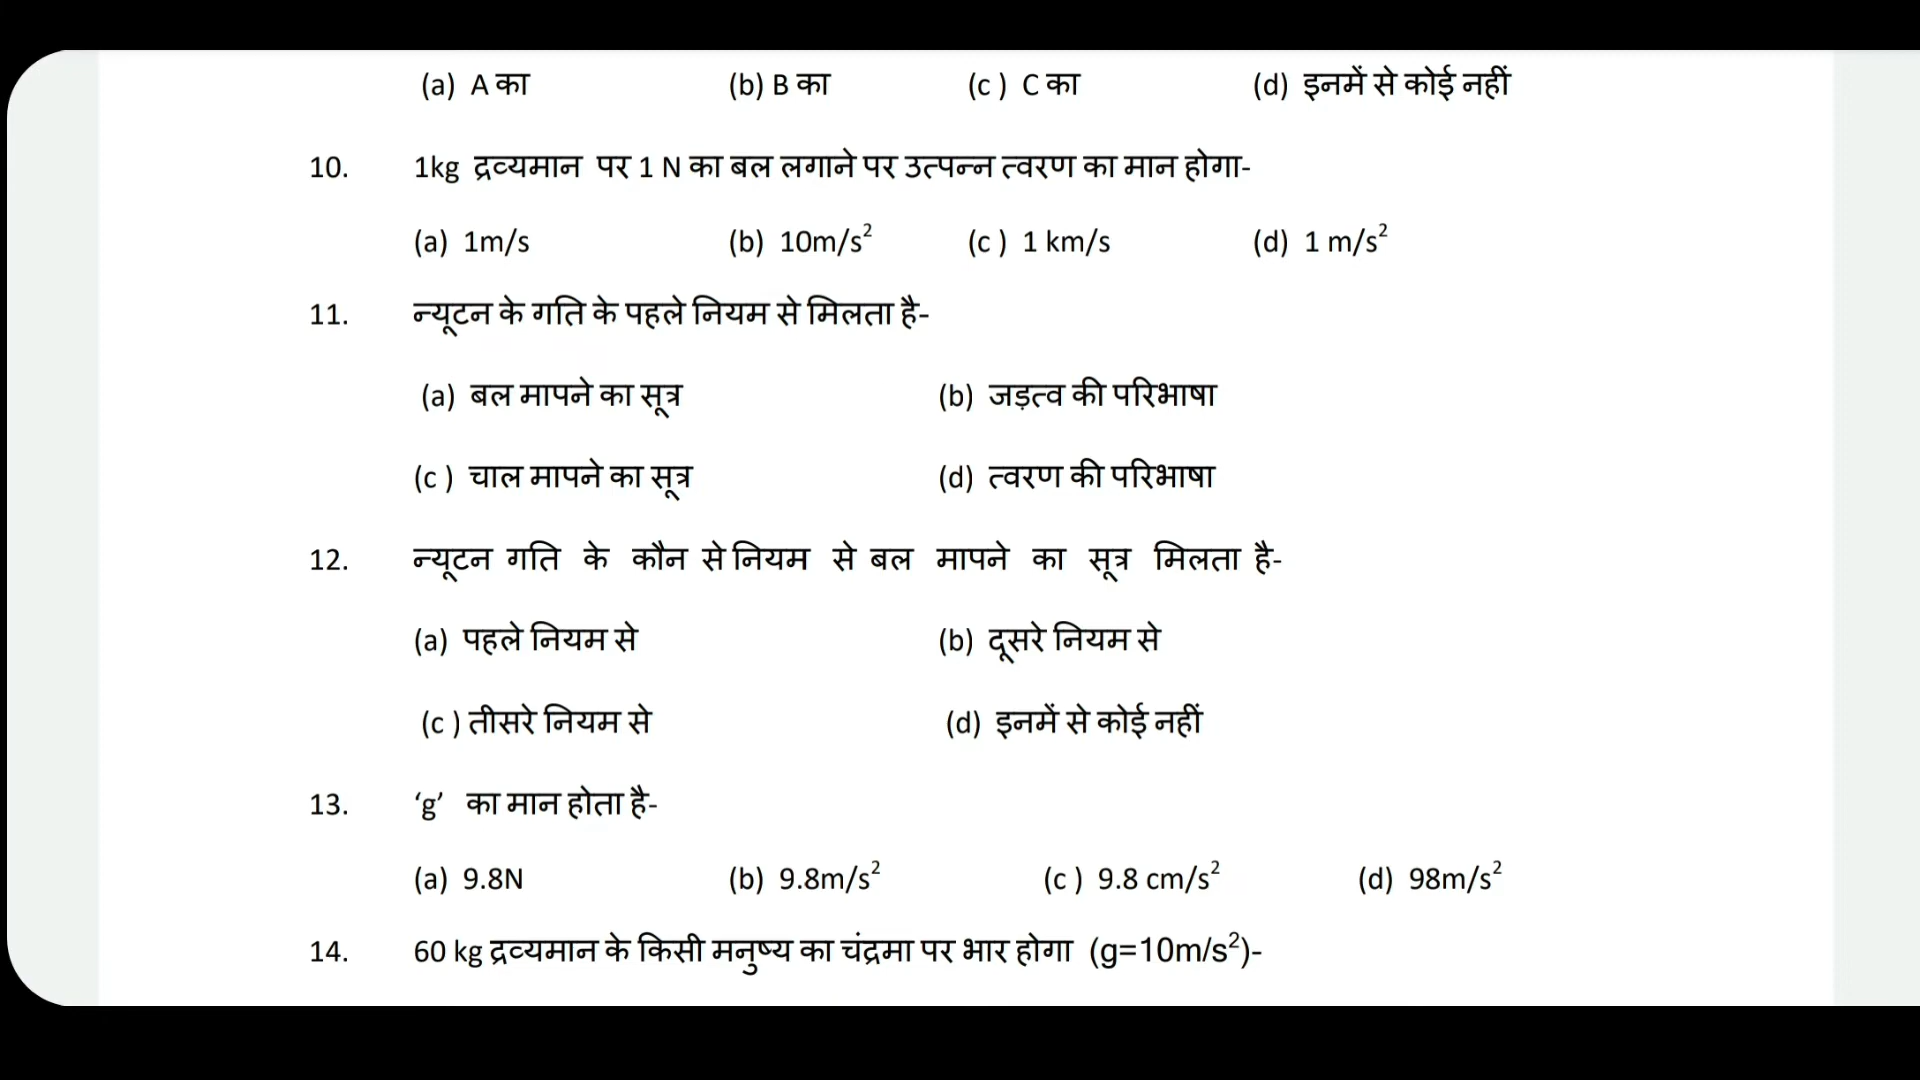 (a) A का (b) B का (c ) C का (d) इनमें से कोई नहीं
10. 1kg द्रव्यमान पर 1 N का बल लगाने पर उत्पन्न त्वरण का मान होगा-
(a) 1m/s (b) 10m/s² (c ) 1 km/s (d) 1 m/s²
11. न्यूटन के गति के पहले नियम से मिलता है-
(a) बल मापने का सूत्र (b) जड़त्व की परिभाषा
(c ) चाल मापने का सूत्र (d) त्वरण की परिभाषा
12. न्यूटन गति के कौन से नियम से बल मापने का सूत्र मिलता है-
(a) पहले नियम से (b) दूसरे नियम से
(c ) तीसरे नियम से (d) इनमें से कोई नहीं
13. ‘g’ का मान होता है-
(a) 9.8N (b) 9.8m/s² (c ) 9.8 cm/s² (d) 98m/s²
14. 60 kg द्रव्यमान के किसी मनुष्य का चंद्रमा पर भार होगा (g=10m/s²)-